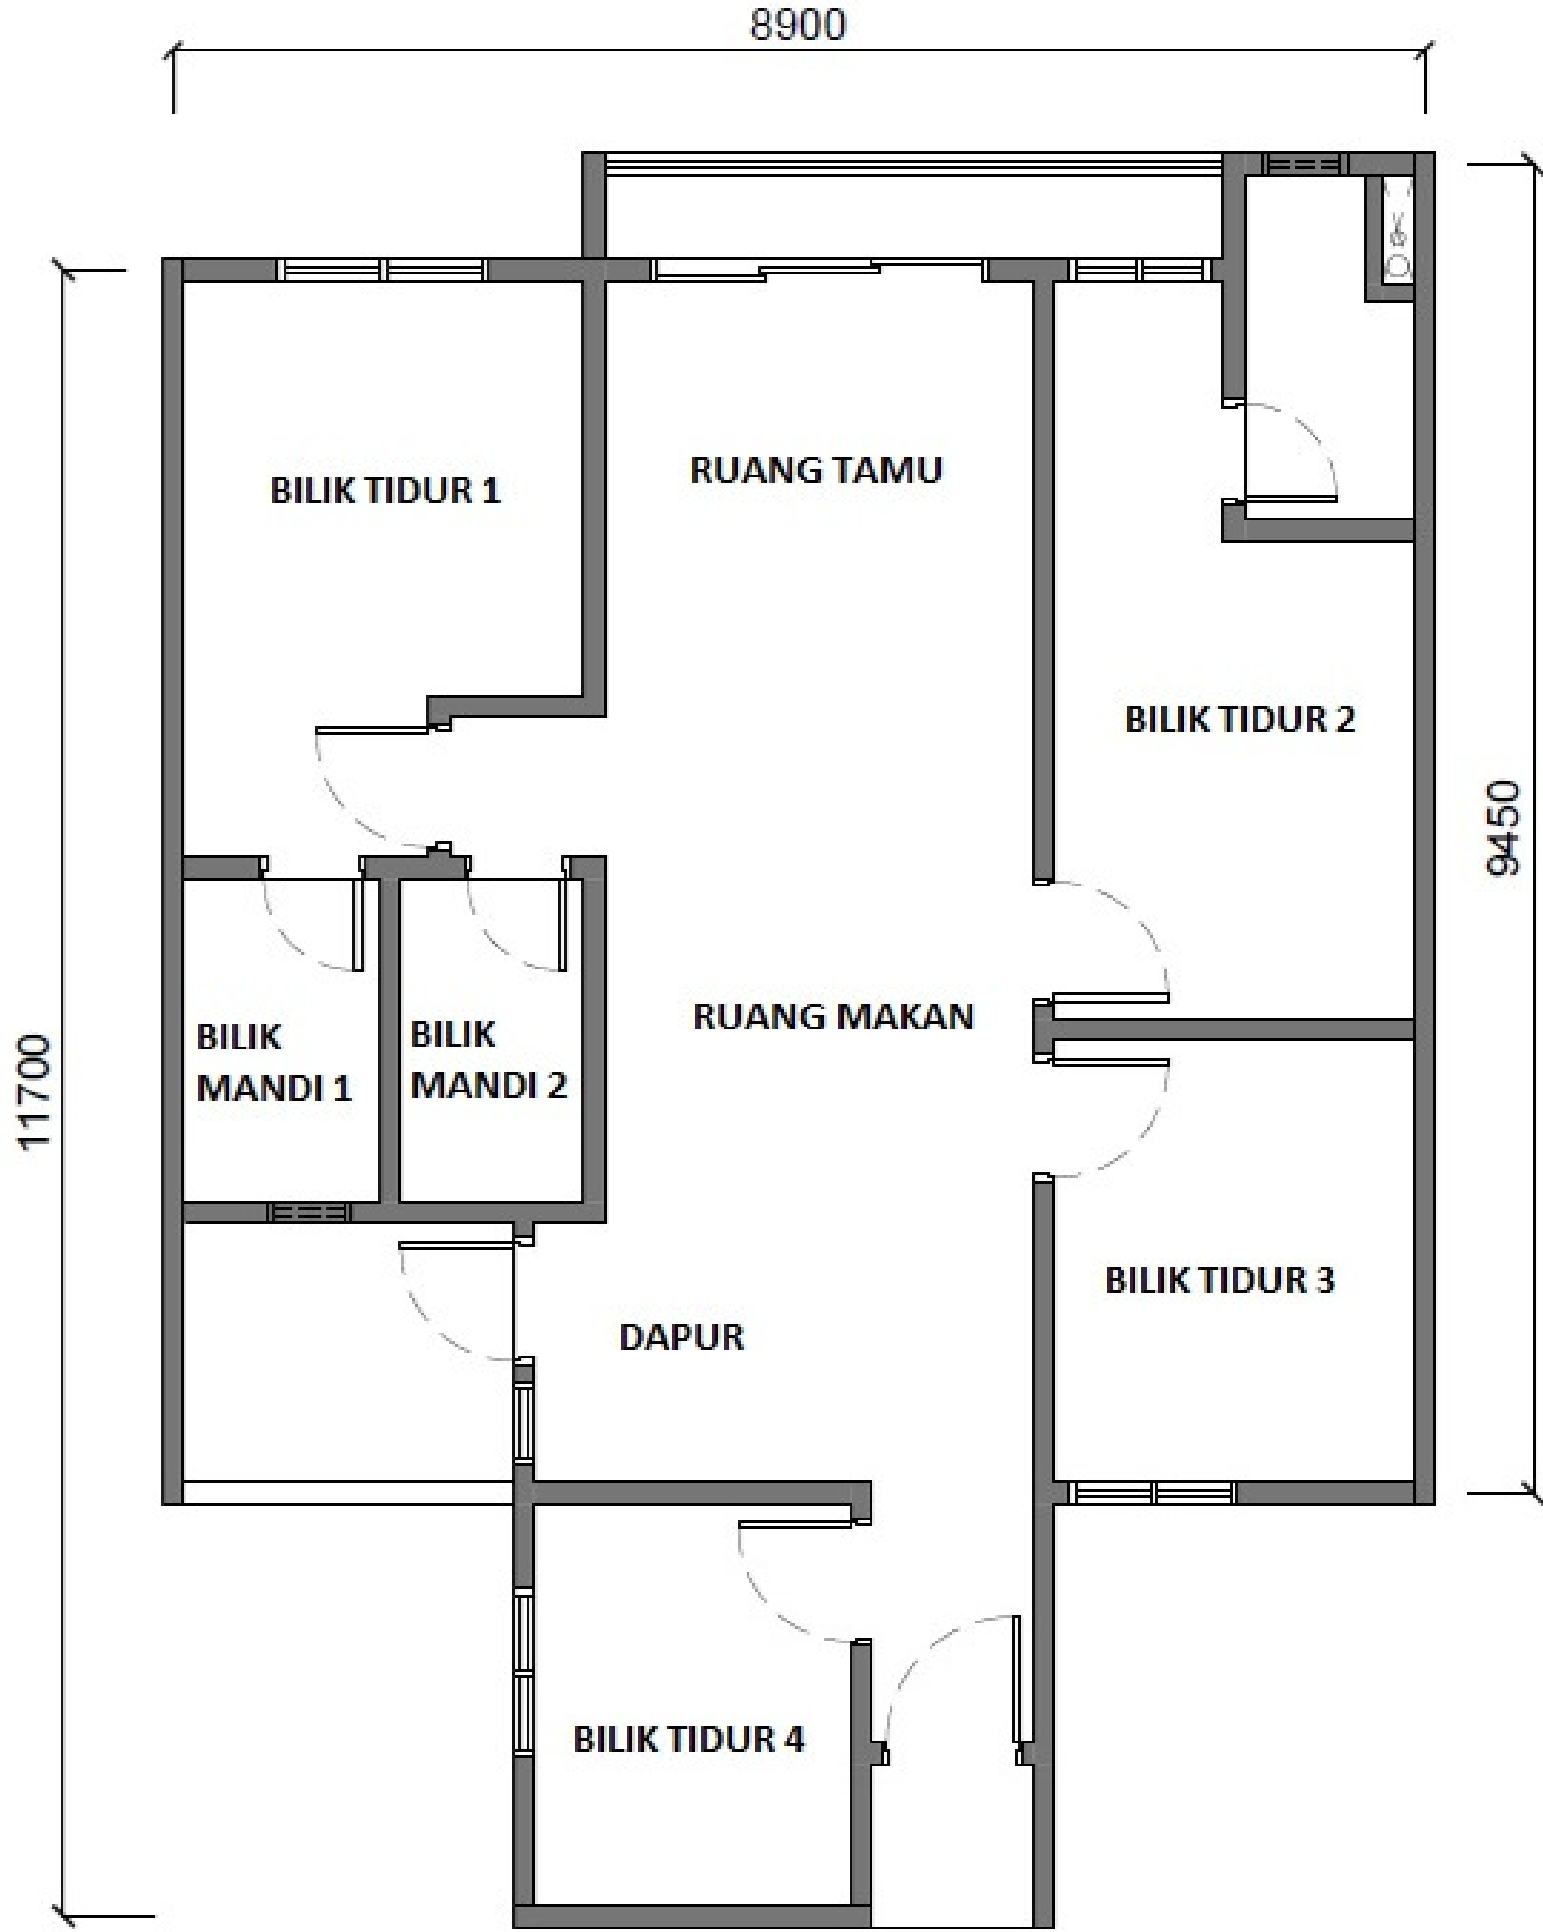 8900
BILIK TIDUR 1
RUANG TAMU
BILIK TIDUR 2
9450
RUANG MAKAN
BILIK
MANDI 1
BILIK
MANDI 2
11700
BILIK TIDUR 3
DAPUR
BILIK TIDUR 4